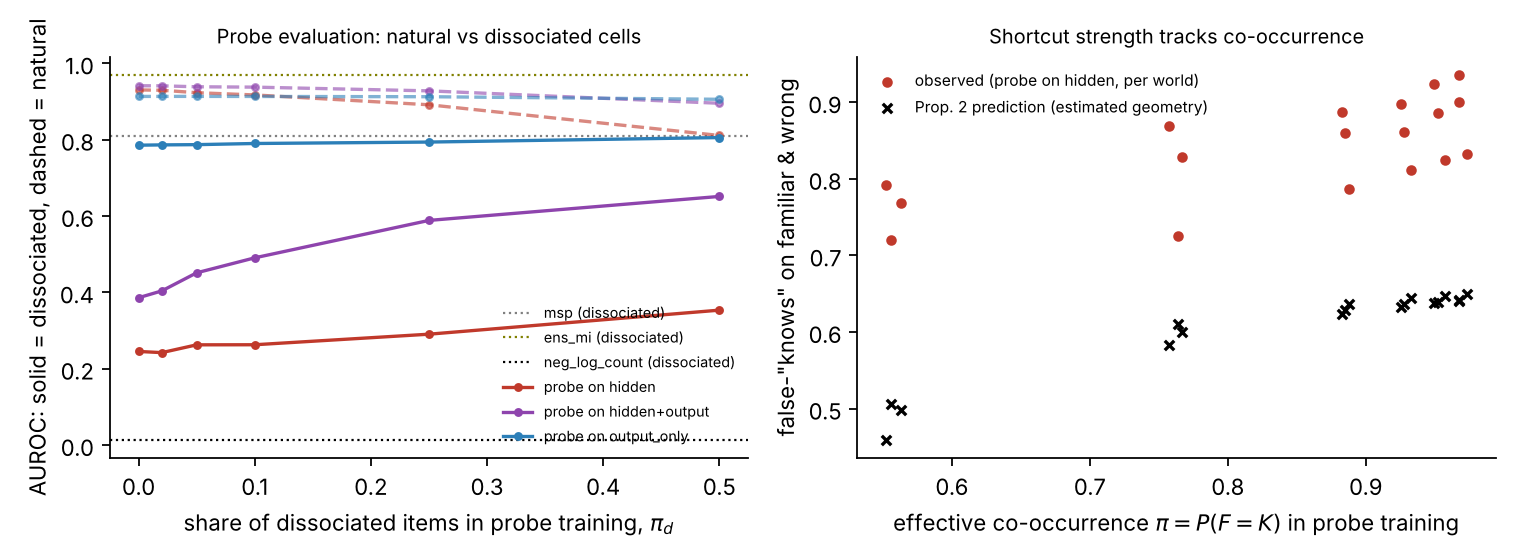 Probe evaluation: natural vs dissociated cells
AUROC: solid = dissociated, dashed = natural
1.0
0.8
0.6
0.4
0.2
0.0
msp (dissociated)
ens_mi (dissociated)
neg_log_count (dissociated)
probe on hidden
probe on hidden+output
probe on output_only
0.0 0.1 0.2 0.3 0.4 0.5
share of dissociated items in probe training, π_d
Shortcut strength tracks co-occurrence
false-"knows" on familiar & wrong
observed (probe on hidden, per world)
Prop. 2 prediction (estimated geometry)
0.9
0.8
0.7
0.6
0.5
0.6 0.7 0.8 0.9
effective co-occurrence π = P(F = K) in probe training